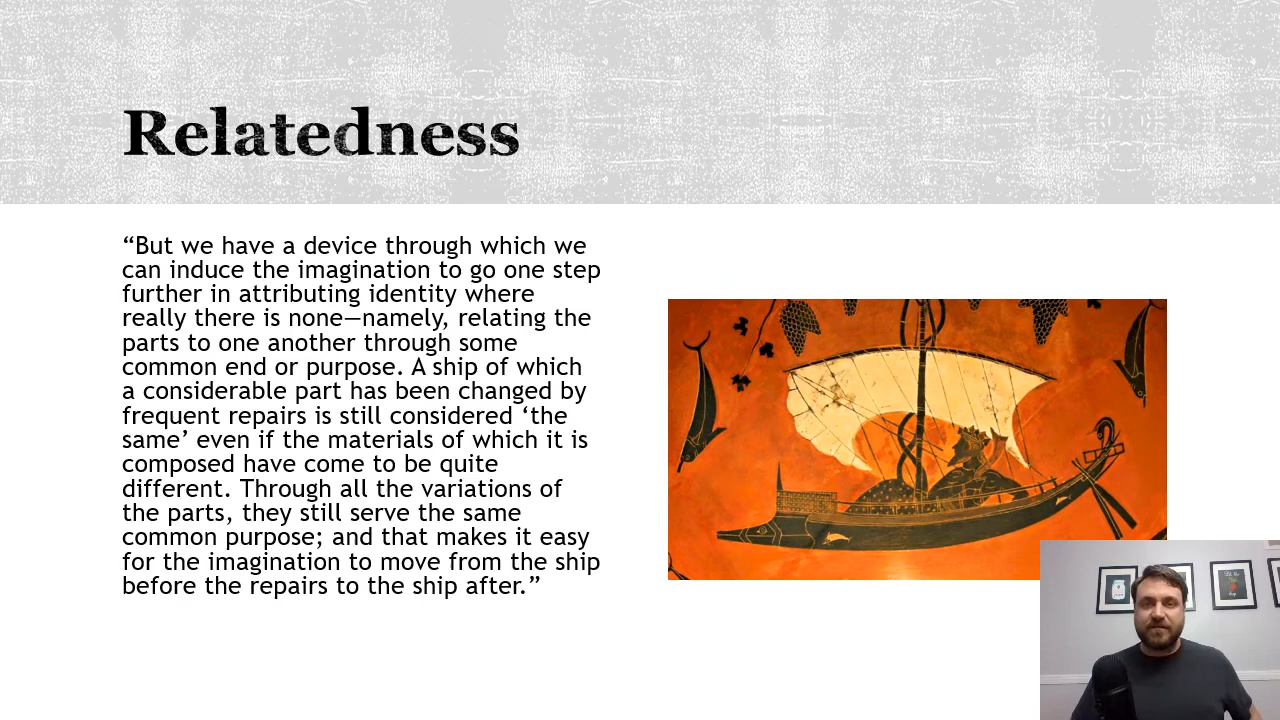 Relatedness
“But we have a device through which we
can induce the imagination to go one step
further in attributing identity where
really there is none—namely, relating the
parts to one another through some
common end or purpose. A ship of which
a considerable part has been changed by
frequent repairs is still considered ‘the
same’ even if the materials of which it is
composed have come to be quite
different. Through all the variations of
the parts, they still serve the same
common purpose; and that makes it easy
for the imagination to move from the ship
before the repairs to the ship after.”